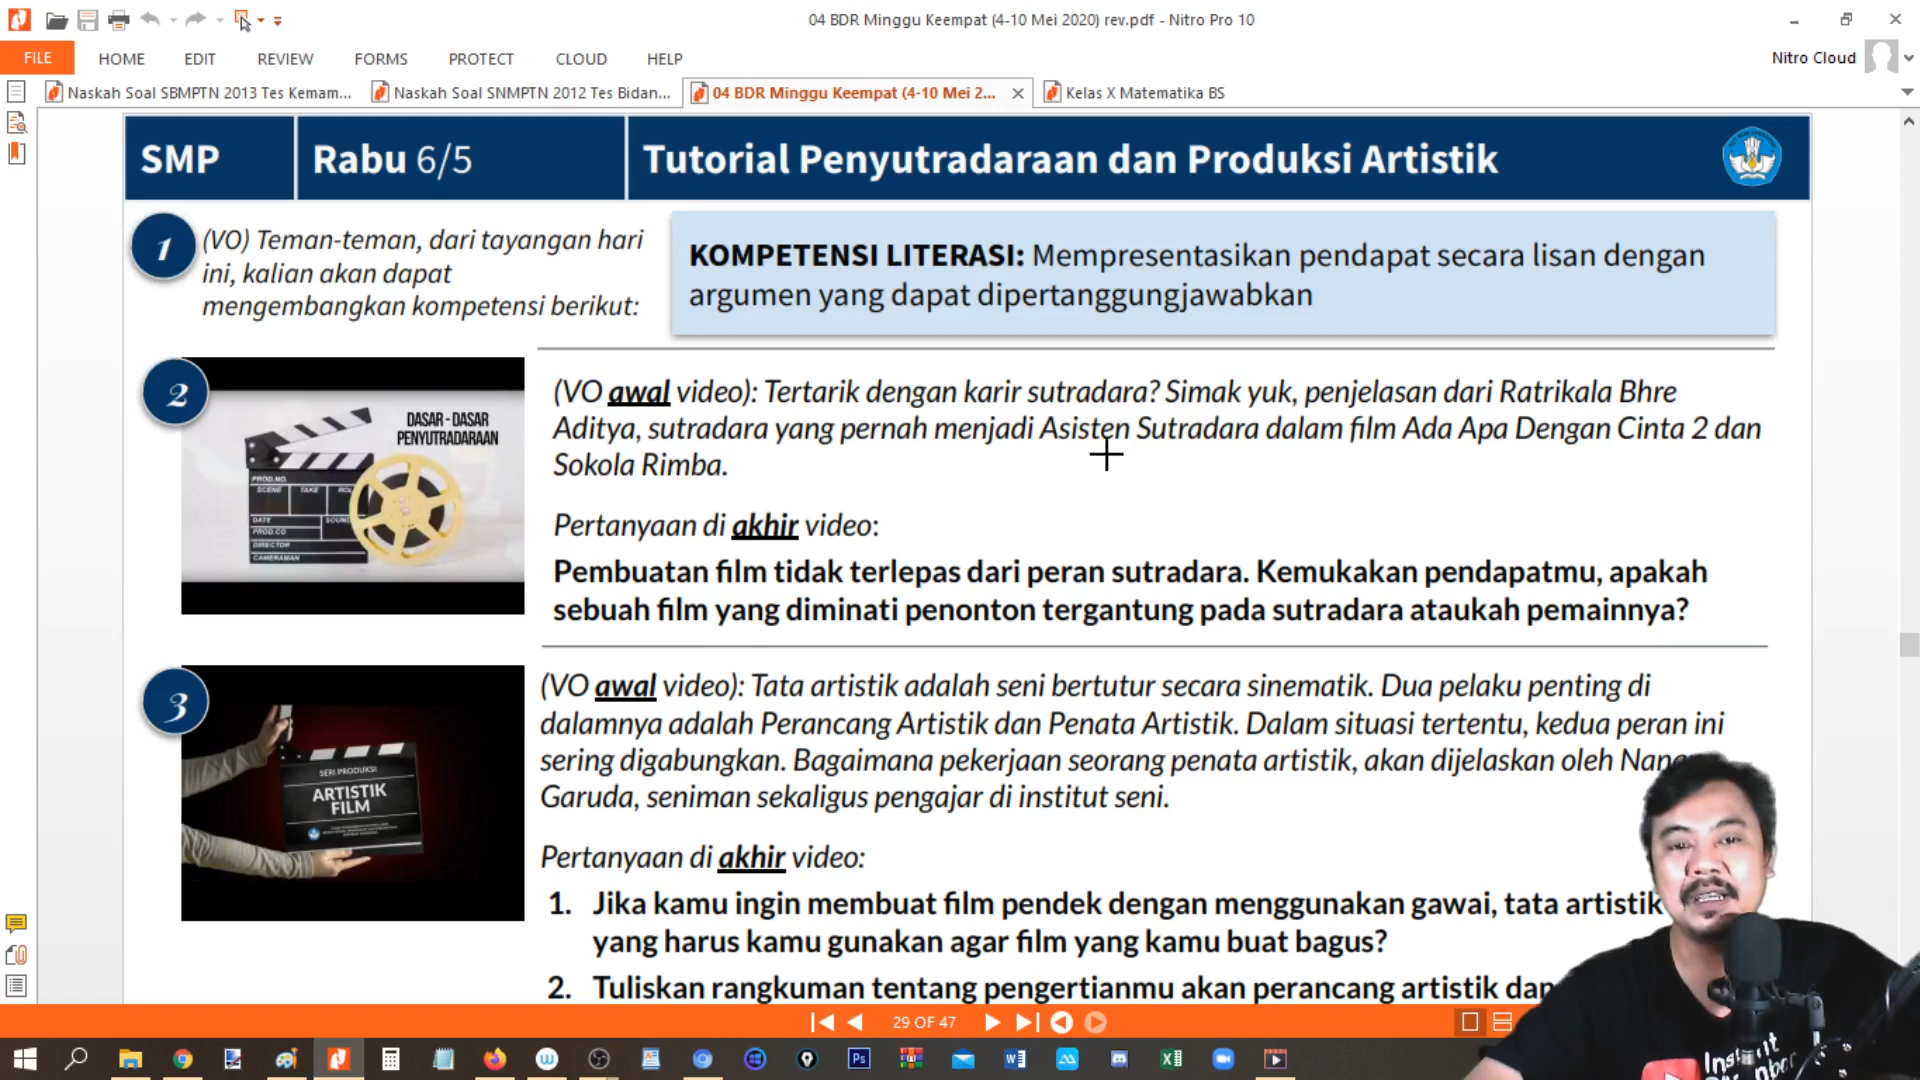 04 BDR Minggu Keempat (4-10 Mei 2020) rev.pdf - Nitro Pro 10
FILE HOME EDIT REVIEW FORMS PROTECT CLOUD HELP
Nitro Cloud
Naskah Soal SBMPTN 2013 Tes Kemam...
Naskah Soal SNMPTN 2012 Tes Bidan...
04 BDR Minggu Keempat (4-10 Mei 2...
Kelas X Matematika BS
SMP
Rabu 6/5
Tutorial Penyutradaraan dan Produksi Artistik
1
(VO) Teman-teman, dari tayangan hari
ini, kalian akan dapat
mengembangkan kompetensi berikut:
KOMPETENSI LITERASI: Mempresentasikan pendapat secara lisan dengan
argumen yang dapat dipertanggungjawabkan
2
DASAR - DASAR
PENYUTRADARAAN
PROD.NO.
SCENE TAKE
DATE SOUND
PROD.CO
DIRECTOR
CAMERAMAN
(VO awal video): Tertarik dengan karir sutradara? Simak yuk, penjelasan dari Ratrikala Bhre
Aditya, sutradara yang pernah menjadi Asisten Sutradara dalam film Ada Apa Dengan Cinta 2 dan
Sokola Rimba.
Pertanyaan di akhir video:
Pembuatan film tidak terlepas dari peran sutradara. Kemukakan pendapatmu, apakah
sebuah film yang diminati penonton tergantung pada sutradara ataukah pemainnya?
3
SERI PRODUKSI
ARTISTIK
FILM
(VO awal video): Tata artistik adalah seni bertutur secara sinematik. Dua pelaku penting di
dalamnya adalah Perancang Artistik dan Penata Artistik. Dalam situasi tertentu, kedua peran ini
sering digabungkan. Bagaimana pekerjaan seorang penata artistik, akan dijelaskan oleh
Garuda, seniman sekaligus pengajar di institut seni.
Pertanyaan di akhir video:
1. Jika kamu ingin membuat film pendek dengan menggunakan gawai, tata artistik
yang harus kamu gunakan agar film yang kamu buat bagus?
2. Tuliskan rangkuman tentang pengertianmu akan perancang artistik dan
29 OF 47
Ps